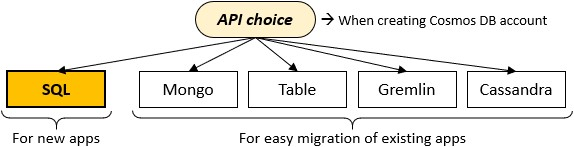 API choice → When creating Cosmos DB account
SQL Mongo Table Gremlin Cassandra
For new apps For easy migration of existing apps